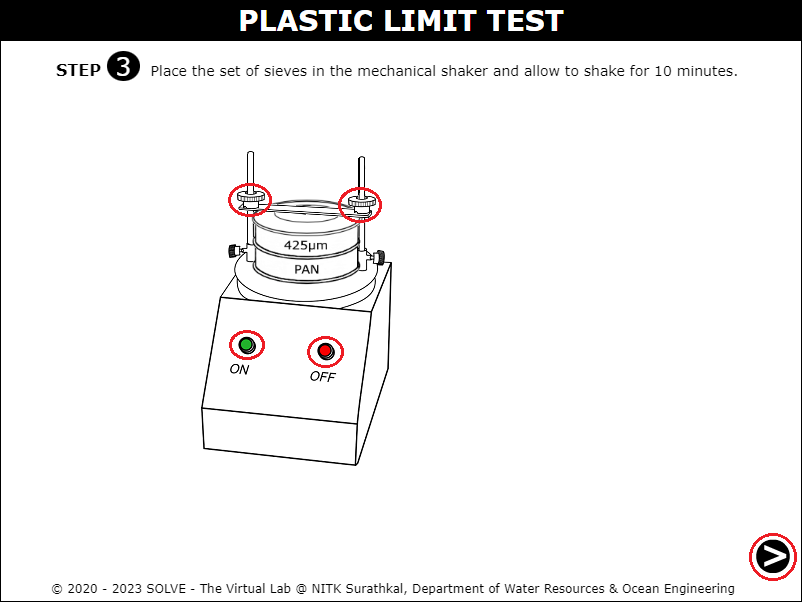 PLASTIC LIMIT TEST
STEP 3 Place the set of sieves in the mechanical shaker and allow to shake for 10 minutes.
425μm
PAN
ON
OFF
>
© 2020 - 2023 SOLVE - The Virtual Lab @ NITK Surathkal, Department of Water Resources & Ocean Engineering